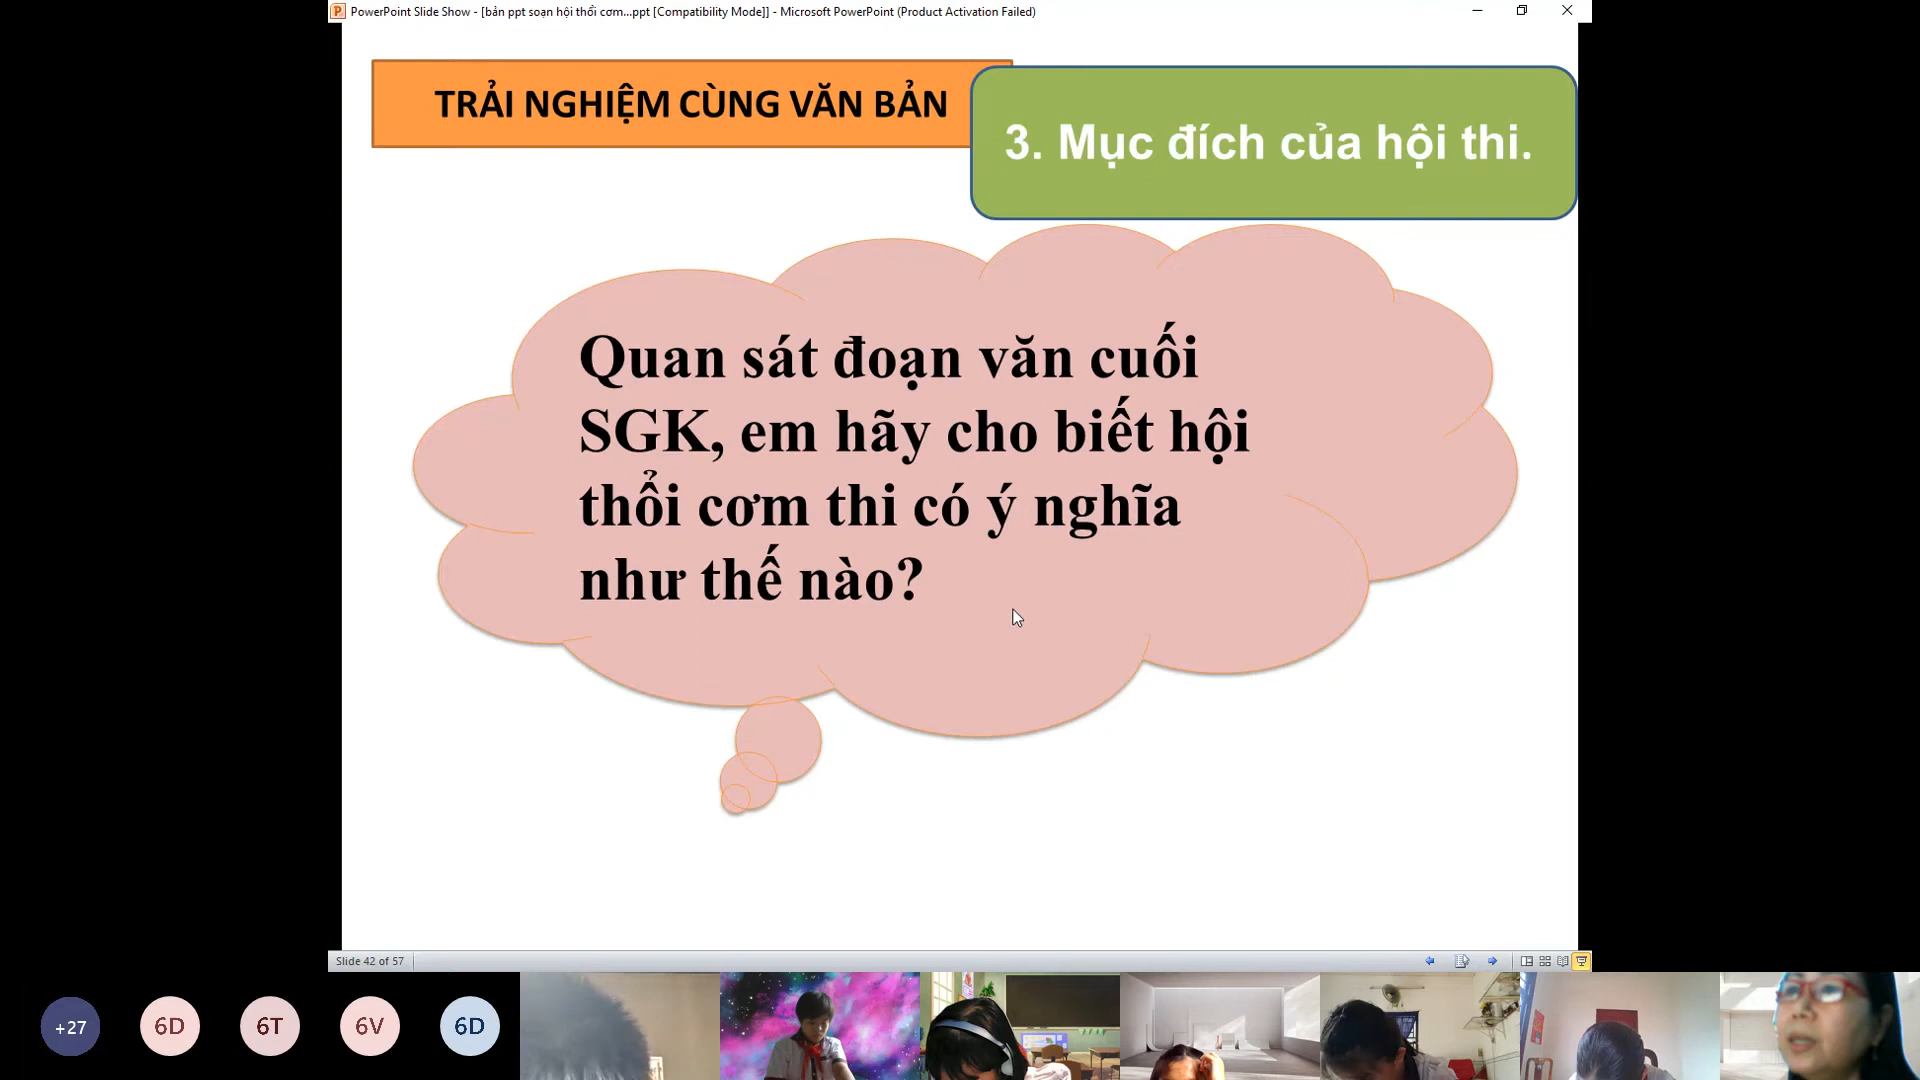 PowerPoint Slide Show - [bản ppt soạn hội thổi cơm...ppt [Compatibility Mode]] - Microsoft PowerPoint (Product Activation Failed)
TRẢI NGHIỆM CÙNG VĂN BẢN
3. Mục đích của hội thi.
Quan sát đoạn văn cuối
SGK, em hãy cho biết hội
thổi cơm thi có ý nghĩa
như thế nào?
Slide 42 of 57
+27
6D
6T
6V
6D